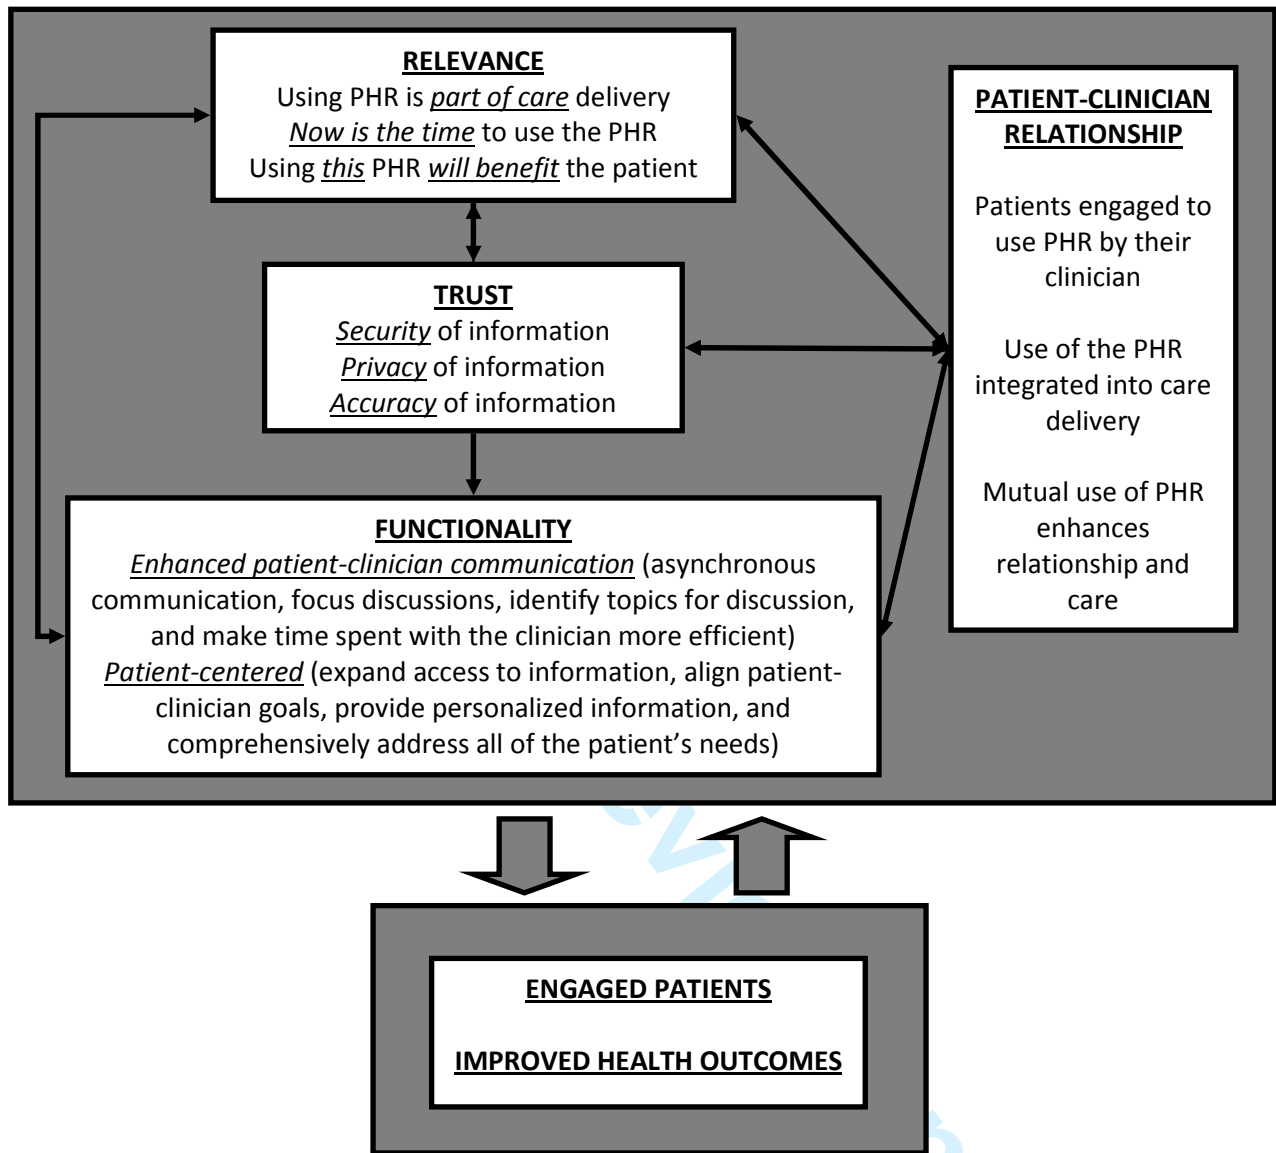 RELEVANCE
Using PHR is part of care delivery
Now is the time to use the PHR
Using this PHR will benefit the patient
TRUST
Security of information
Privacy of information
Accuracy of information
FUNCTIONALITY
Enhanced patient-clinician communication (asynchronous
communication, focus discussions, identify topics for discussion,
and make time spent with the clinician more efficient)
Patient-centered (expand access to information, align patient-
clinician goals, provide personalized information, and
comprehensively address all of the patient’s needs)
PATIENT-CLINICIAN
RELATIONSHIP
Patients engaged to
use PHR by their
clinician
Use of the PHR
integrated into care
delivery
Mutual use of PHR
enhances
relationship and
care
ENGAGED PATIENTS
IMPROVED HEALTH OUTCOMES